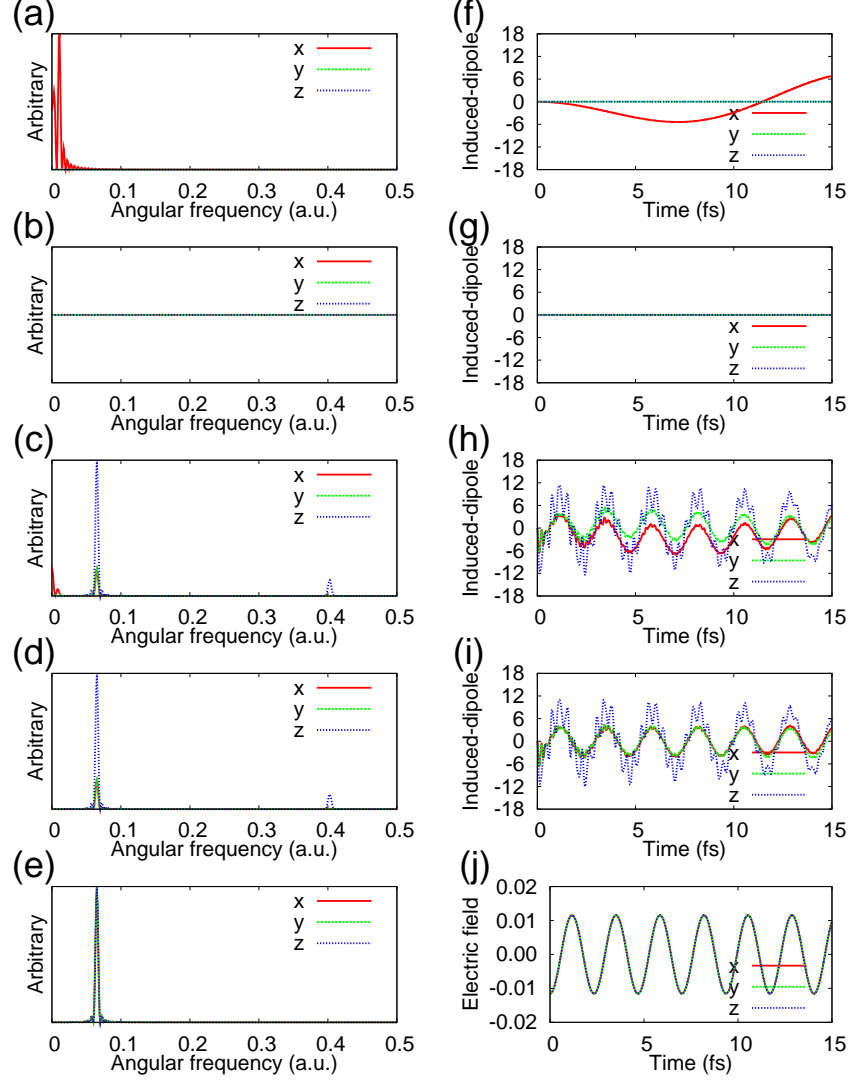 (a)
Arbitrary
x
y
z
0 0.1 0.2 0.3 0.4 0.5
Angular frequency (a.u.)
(f)
Induced-dipole
18
12
6
0
-6
-12
-18
x
y
z
0 5 10 15
Time (fs)
(b)
Arbitrary
x
y
z
0 0.1 0.2 0.3 0.4 0.5
Angular frequency (a.u.)
(g)
Induced-dipole
18
12
6
0
-6
-12
-18
x
y
z
0 5 10 15
Time (fs)
(c)
Arbitrary
x
y
z
0 0.1 0.2 0.3 0.4 0.5
Angular frequency (a.u.)
(h)
Induced-dipole
18
12
6
0
-6
-12
-18
x
y
z
0 5 10 15
Time (fs)
(d)
Arbitrary
x
y
z
0 0.1 0.2 0.3 0.4 0.5
Angular frequency (a.u.)
(i)
Induced-dipole
18
12
6
0
-6
-12
-18
x
y
z
0 5 10 15
Time (fs)
(e)
Arbitrary
x
y
z
0 0.1 0.2 0.3 0.4 0.5
Angular frequency (a.u.)
(j)
Electric field
0.02
0.01
0.00
-0.01
-0.02
x
y
z
0 5 10 15
Time (fs)